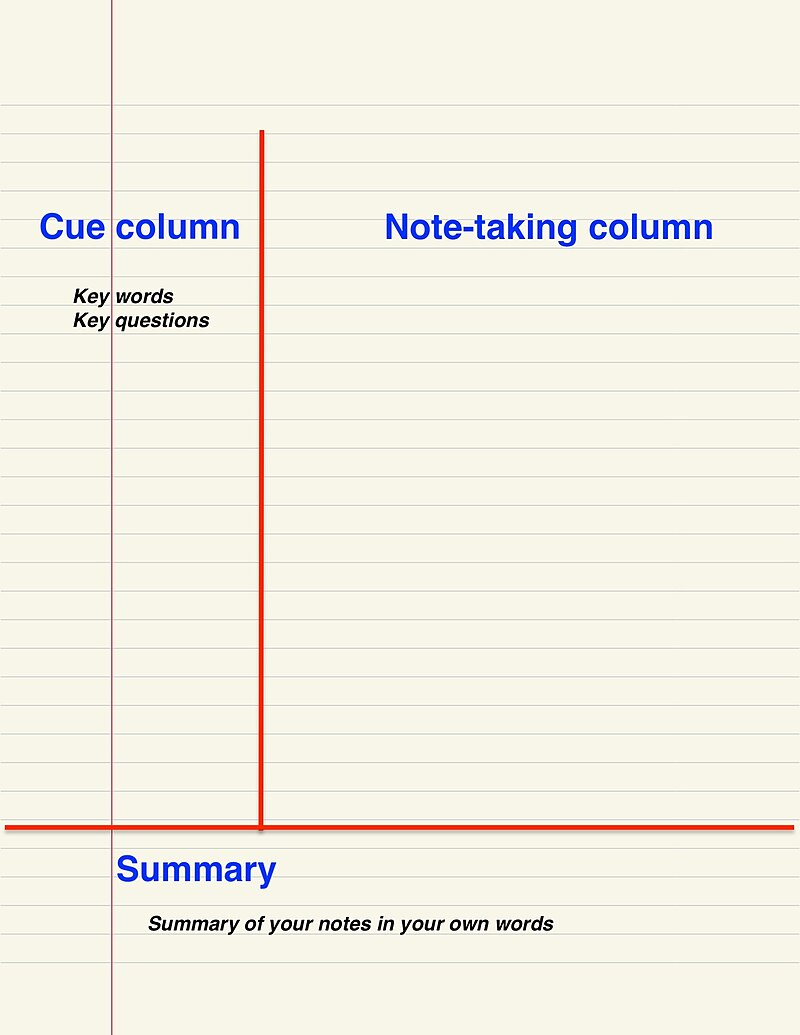 Cue column
Note-taking column
Key words
Key questions
Summary
Summary of your notes in your own words